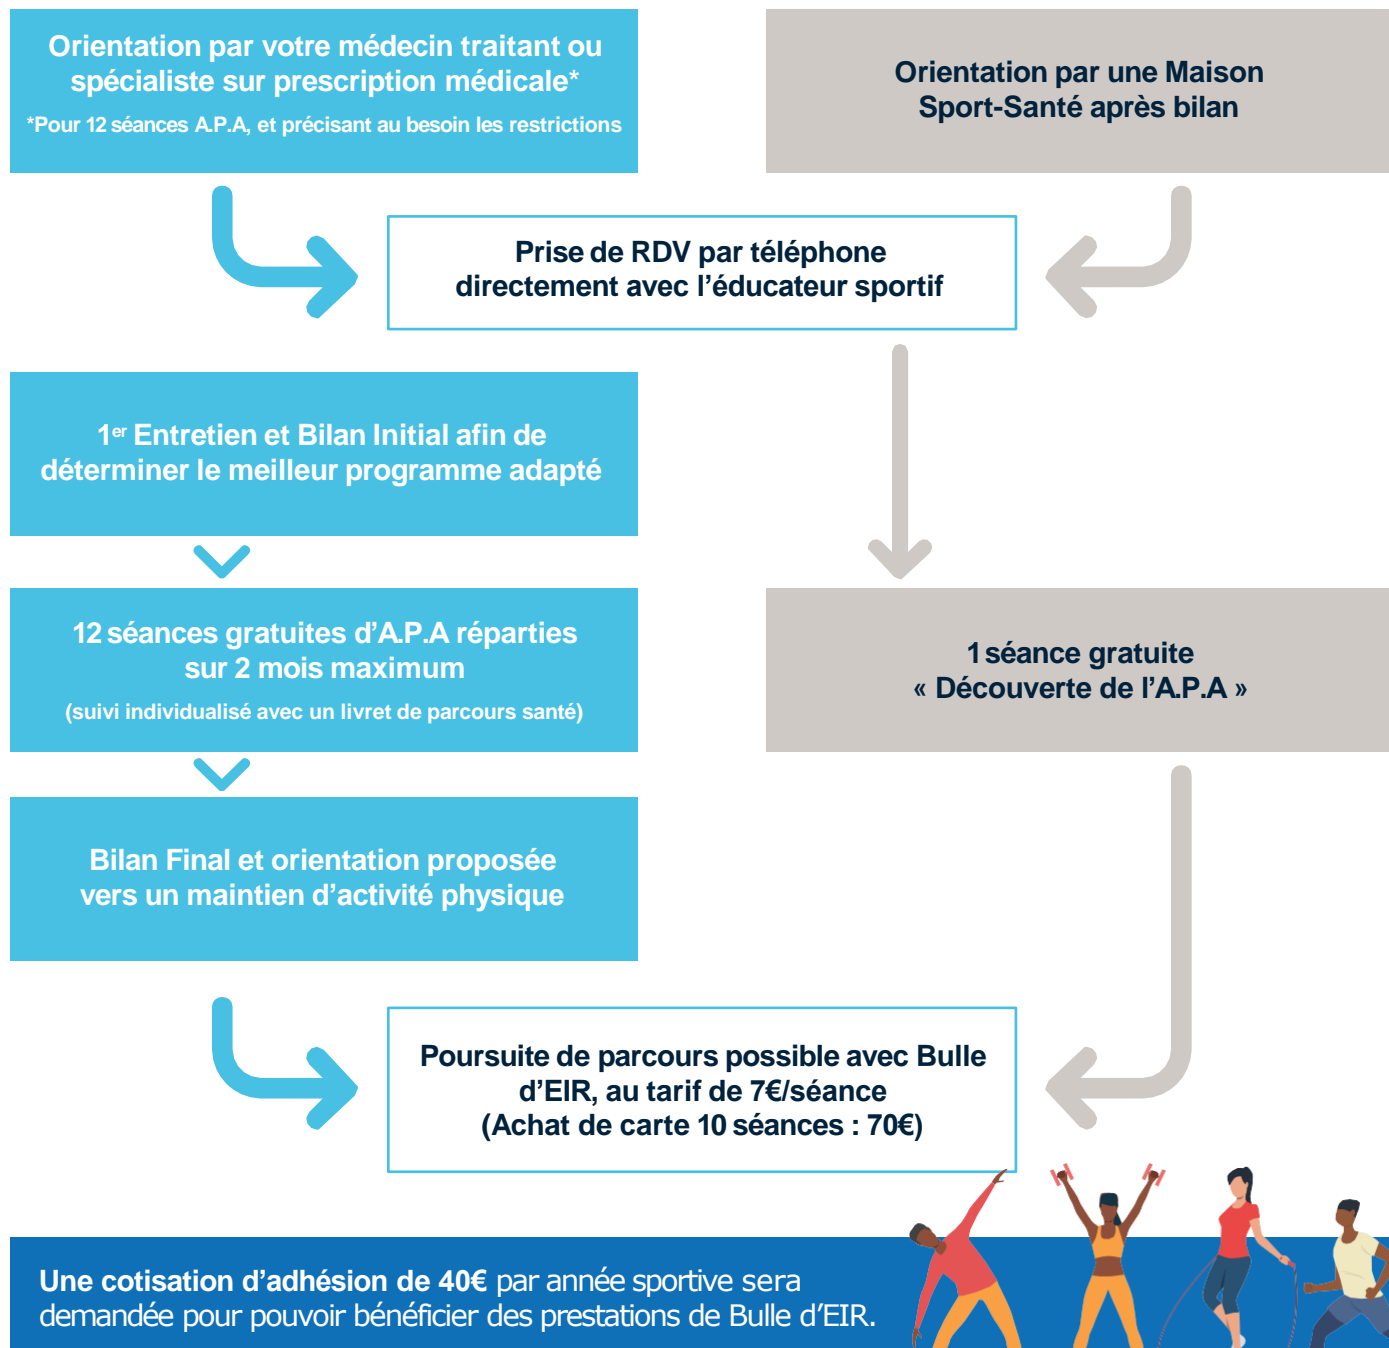 Orientation par votre médecin traitant ou
spécialiste sur prescription médicale*
*Pour 12 séances A.P.A, et précisant au besoin les restrictions
Orientation par une Maison
Sport-Santé après bilan
Prise de RDV par téléphone
directement avec l’éducateur sportif
1er Entretien et Bilan Initial afin de
déterminer le meilleur programme adapté
12 séances gratuites d’A.P.A réparties
sur 2 mois maximum
(suivi individualisé avec un livret de parcours santé)
1 séance gratuite
« Découverte de l’A.P.A »
Bilan Final et orientation proposée
vers un maintien d’activité physique
Poursuite de parcours possible avec Bulle
d’EIR, au tarif de 7€/séance
(Achat de carte 10 séances : 70€)
Une cotisation d’adhésion de 40€ par année sportive sera
demandée pour pouvoir bénéficier des prestations de Bulle d’EIR.